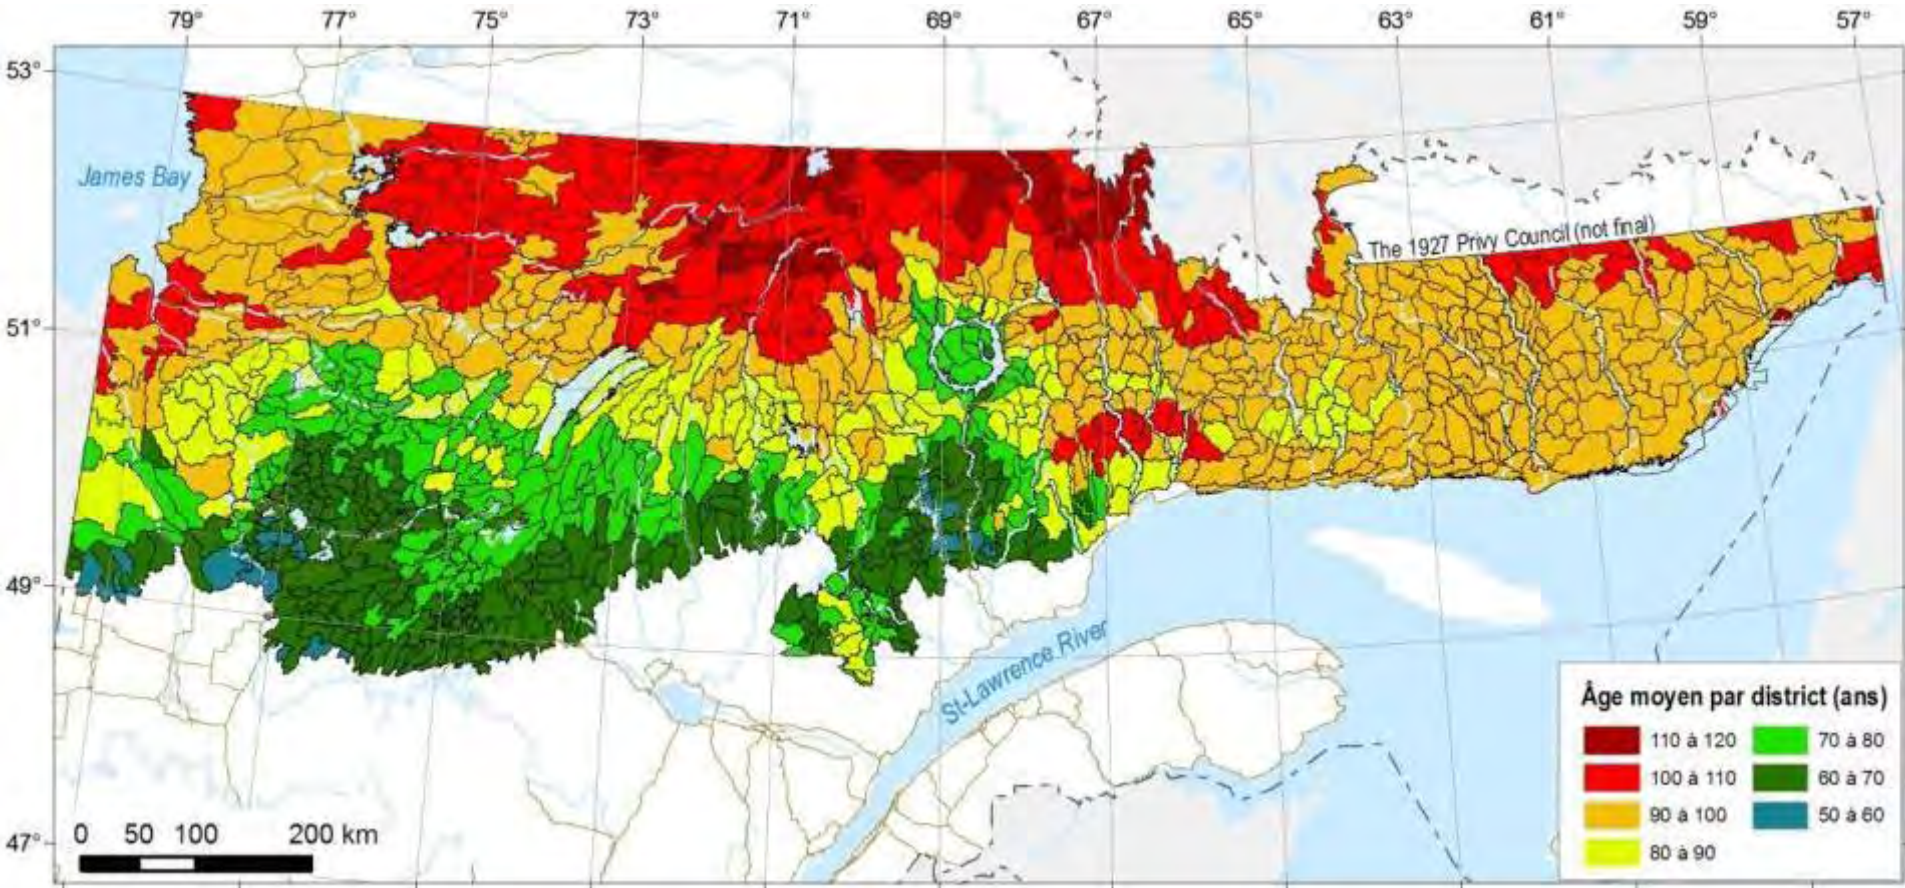 79° 77° 75° 73° 71° 69° 67° 65° 63° 61° 59° 57°
53°
James Bay
The 1927 Privy Council (not final)
51°
49°
St-Lawrence River
Âge moyen par district (ans)
110 à 120 70 à 80
100 à 110 60 à 70
90 à 100 50 à 60
80 à 90
0 50 100 200 km
47°